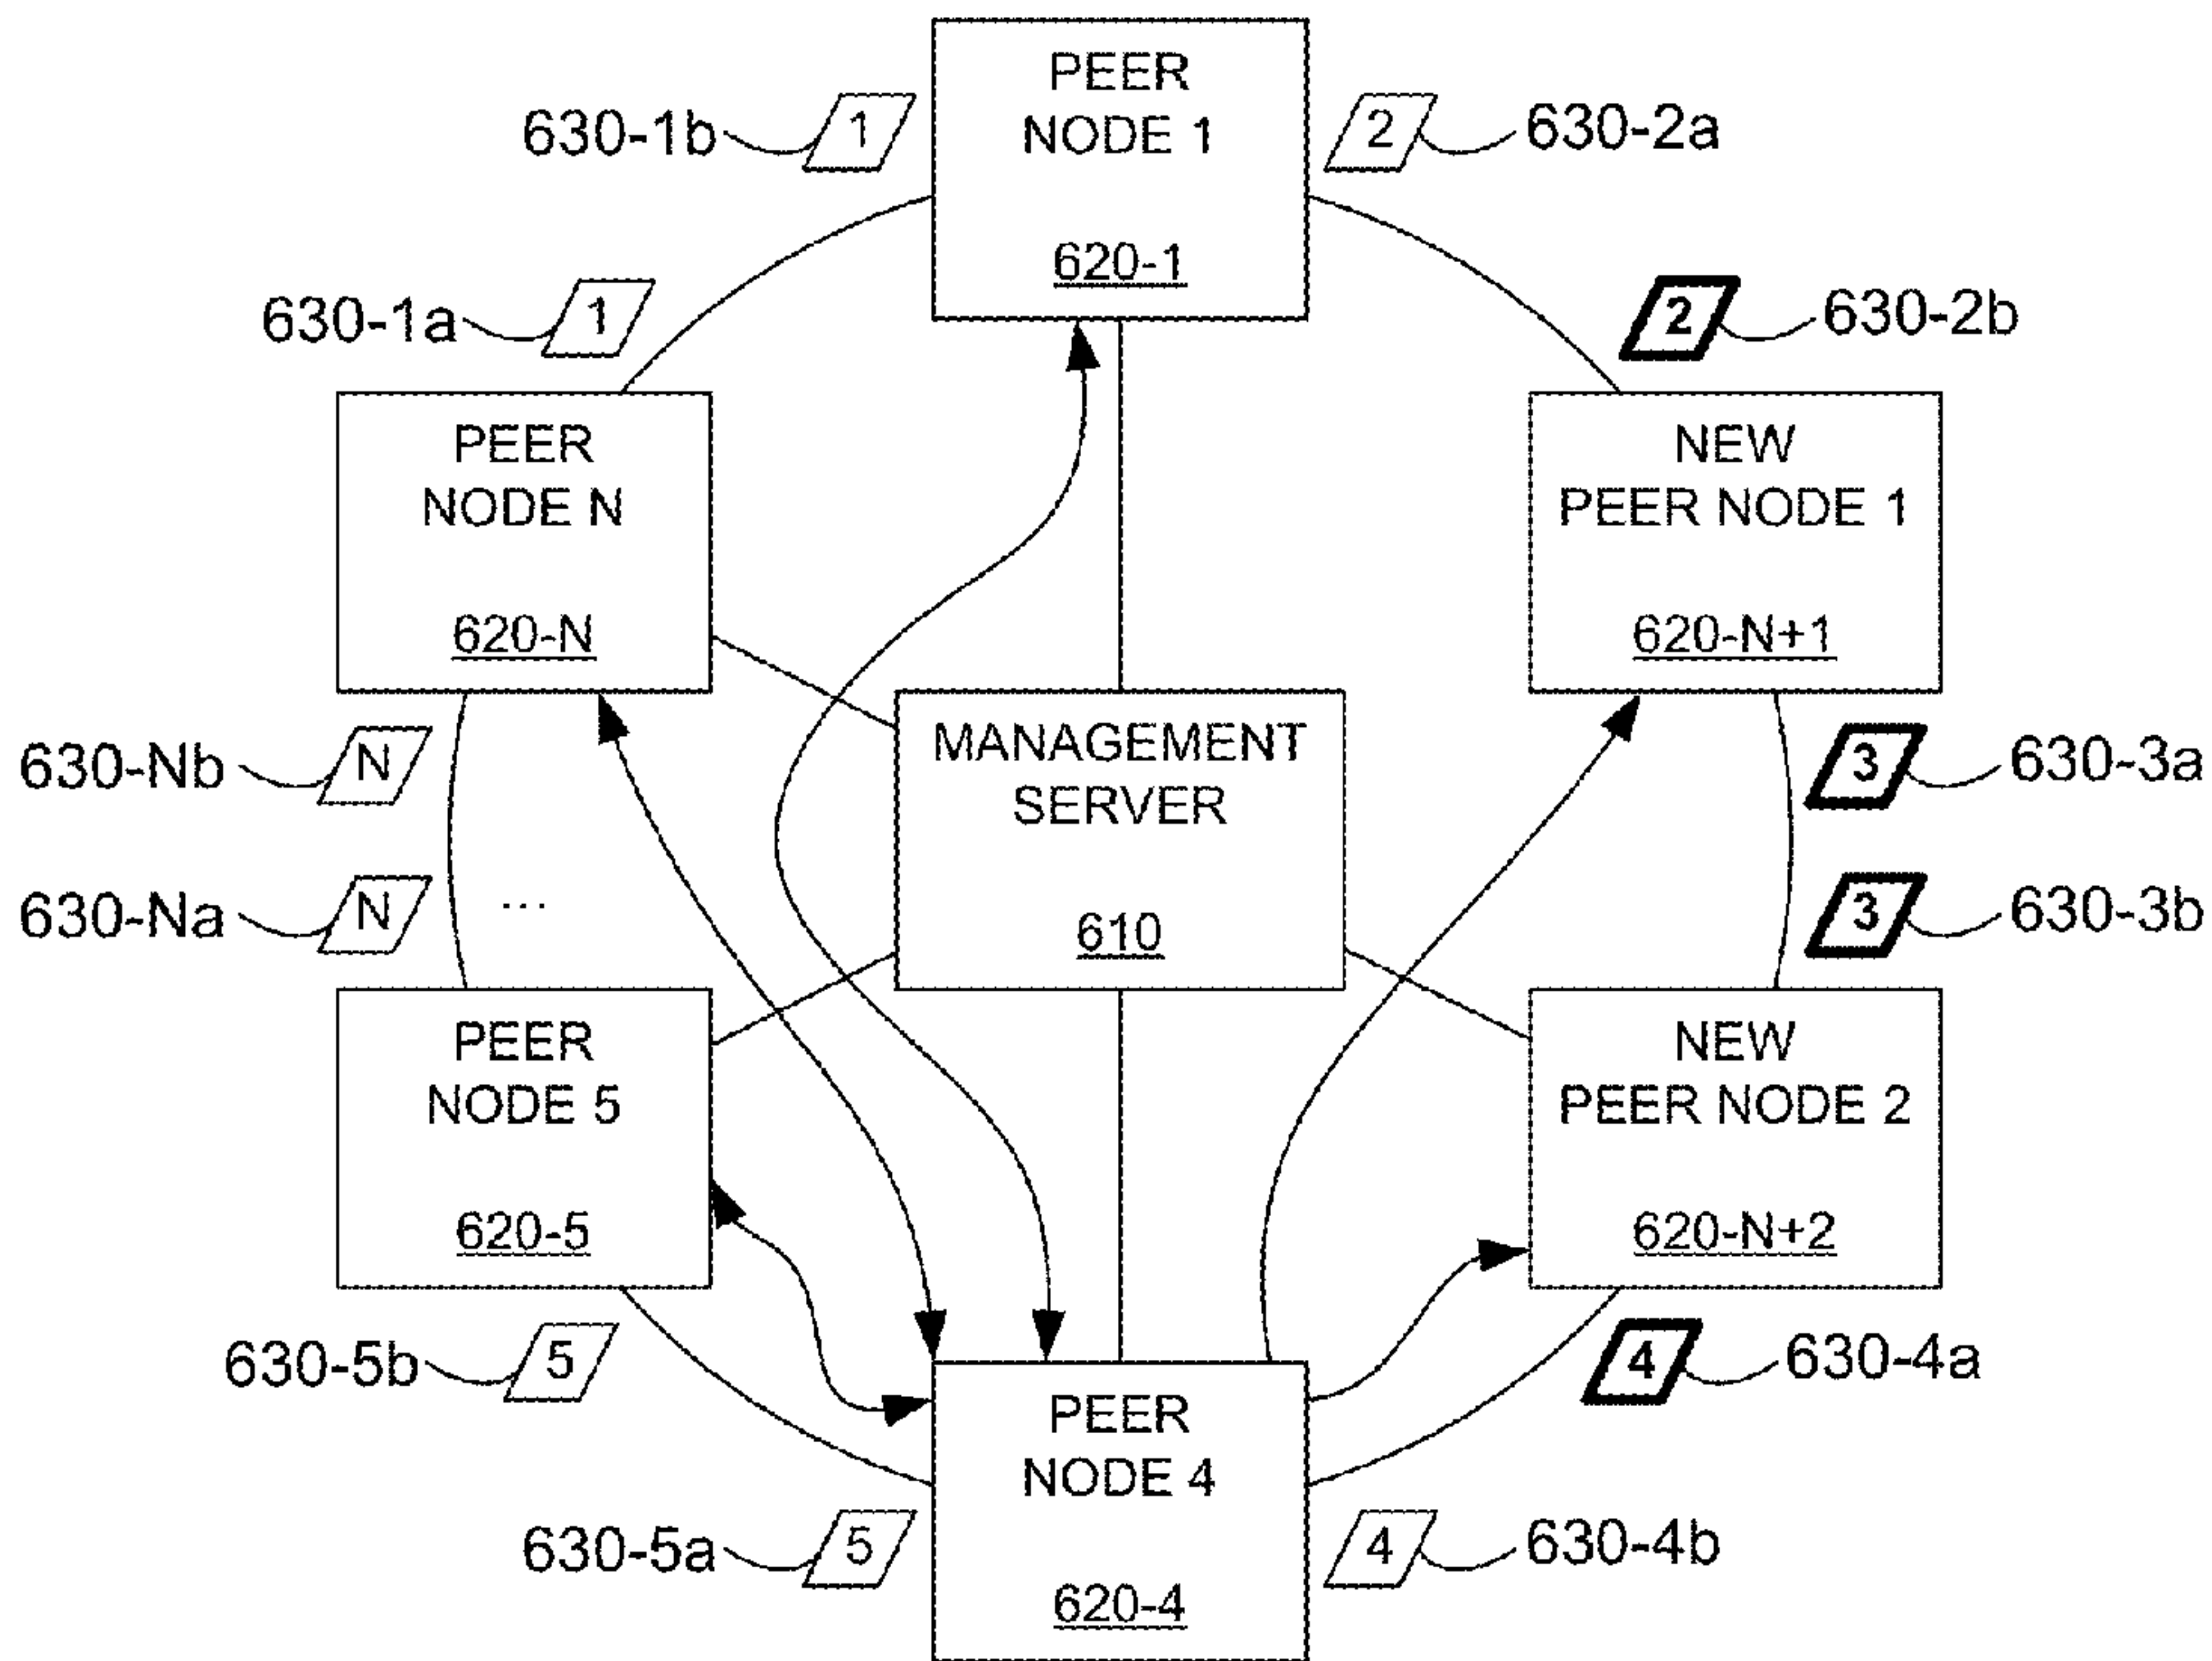 PEER
NODE 1
620-1
630-1b
1
2
630-2a
630-1a
1
2
630-2b
PEER
NODE N
620-N
NEW
PEER NODE 1
620-N+1
630-Nb
N
MANAGEMENT
SERVER
610
3
630-3a
630-Na
N
...
3
630-3b
PEER
NODE 5
620-5
NEW
PEER NODE 2
620-N+2
630-5b
5
4
630-4a
PEER
NODE 4
620-4
630-5a
5
4
630-4b